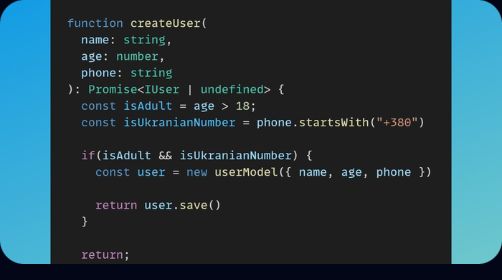 function createUser(
  name: string,
  age: number,
  phone: string
): Promise<IUser | undefined> {
  const isAdult = age > 18;
  const isUkranianNumber = phone.startsWith("+380")

  if(isAdult && isUkranianNumber) {
    const user = new userModel({ name, age, phone })

    return user.save()
  }

  return;